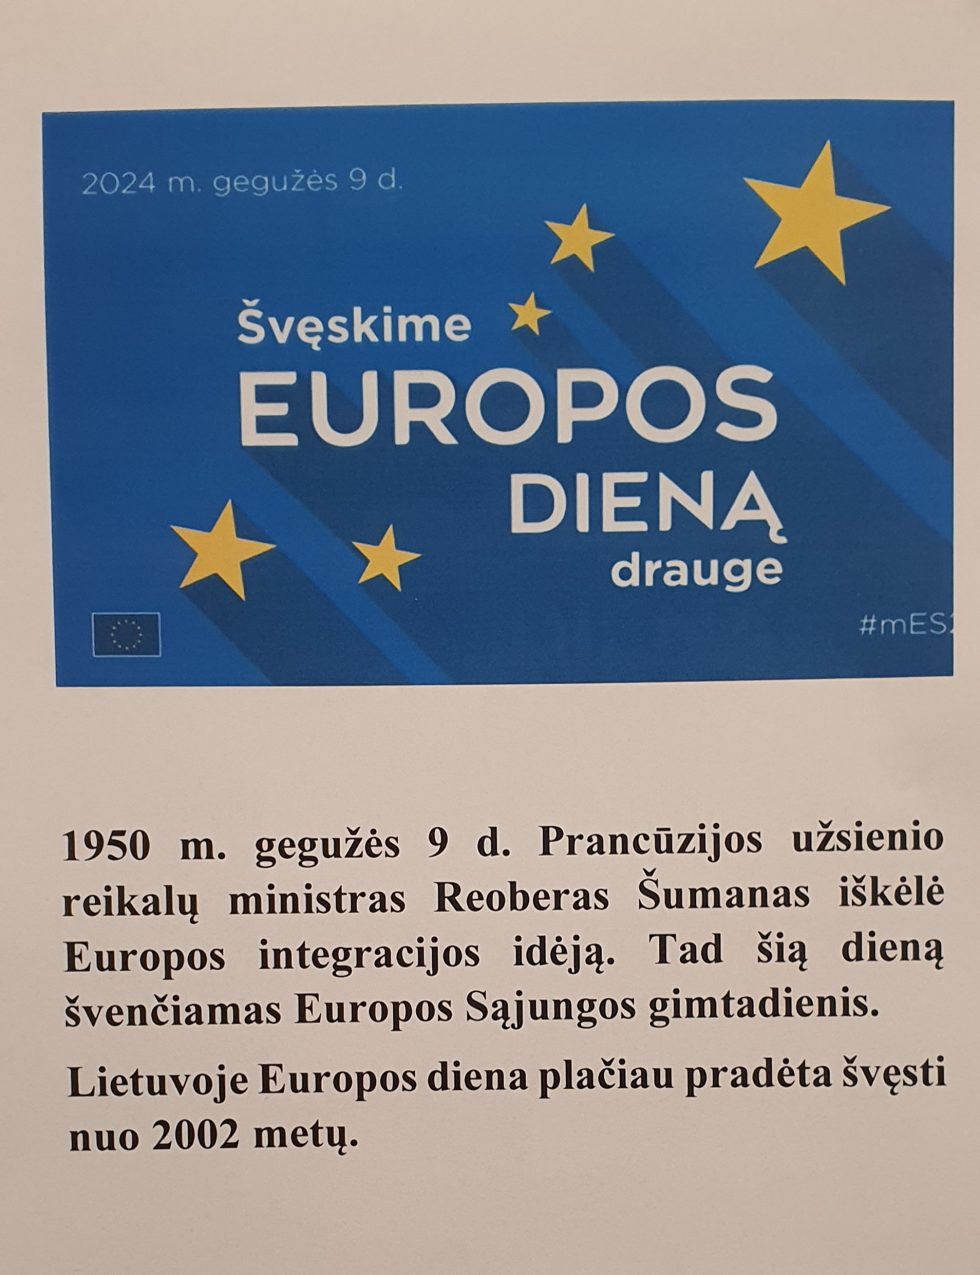 2024 m. gegužės 9 d.
Švęskime
EUROPOS
DIENĄ
drauge
#mES
1950 m. gegužės 9 d. Prancūzijos užsienio
reikalų ministras Reoberas Šumanas iškėlė
Europos integracijos idėją. Tad šią dieną
švenčiamas Europos Sąjungos gimtadienis.
Lietuvoje Europos diena plačiau pradėta švęsti
nuo 2002 metų.